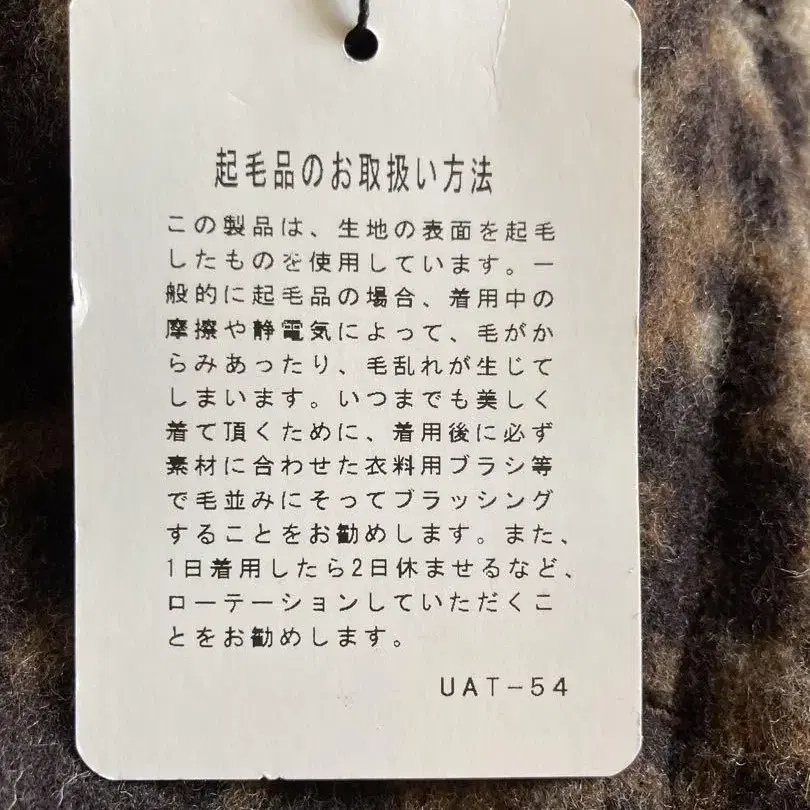 起毛品のお取扱い方法
この製品は、生地の表面を起毛
したものを使用しています。一
般的に起毛品の場合、着用中の
摩擦や静電気によって、毛がか
らみあったり、毛乱れが生じて
しまいます。いつまでも美しく
着て頂くために、着用後に必ず
素材に合わせた衣料用ブラシ等
で毛並みにそってブラッシング
することをお勧めします。また、
1日着用したら2日休ませるなど、
ローテーションしていただくこ
とをお勧めします。
UAT-54